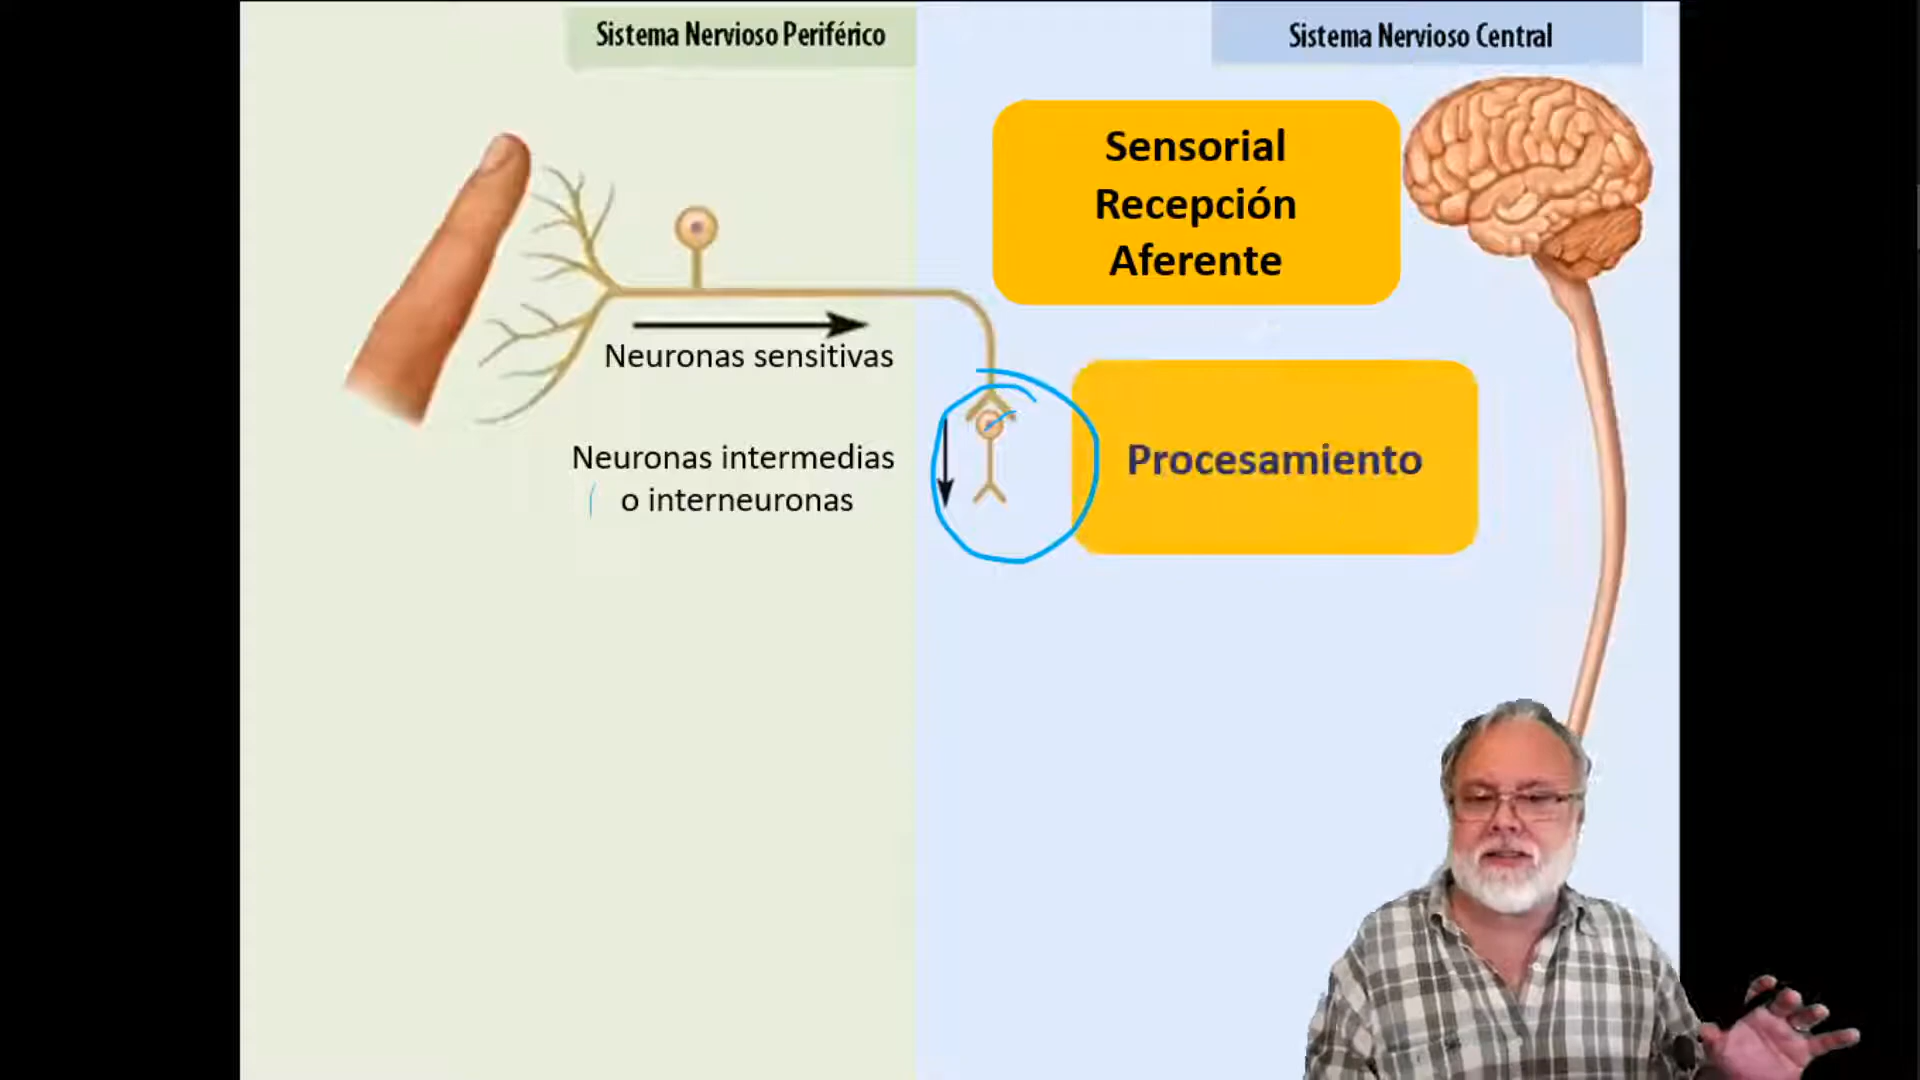 Sistema Nervioso Periférico
Sistema Nervioso Central
Sensorial
Recepción
Aferente
Neuronas sensitivas
Neuronas intermedias
o interneuronas
Procesamiento